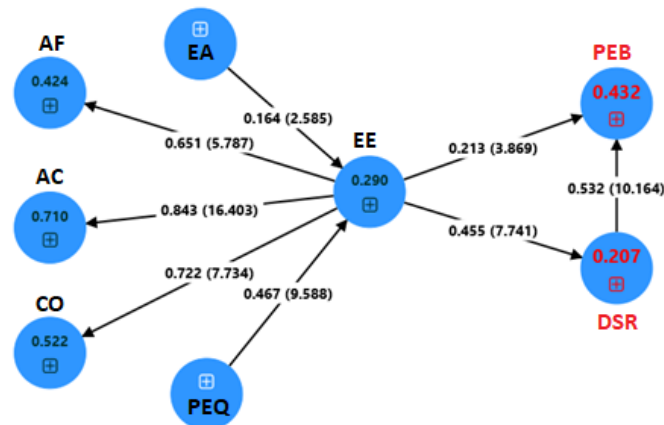 AF
0.424
EA
PEB
0.432
0.164 (2.585)
0.651 (5.787)
EE
0.290
0.213 (3.869)
AC
0.710
0.843 (16.403)
0.532 (10.164)
0.455 (7.741)
0.722 (7.734)
0.207
CO
0.522
0.467 (9.588)
DSR
PEQ